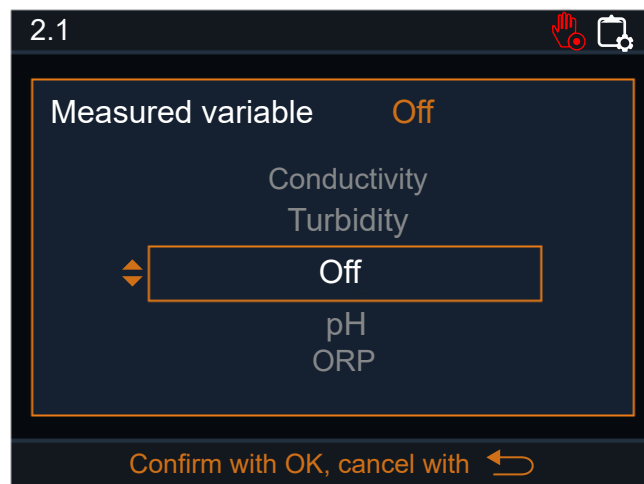 2.1
Measured variable Off
Conductivity
Turbidity
Off
pH
ORP
Confirm with OK, cancel with